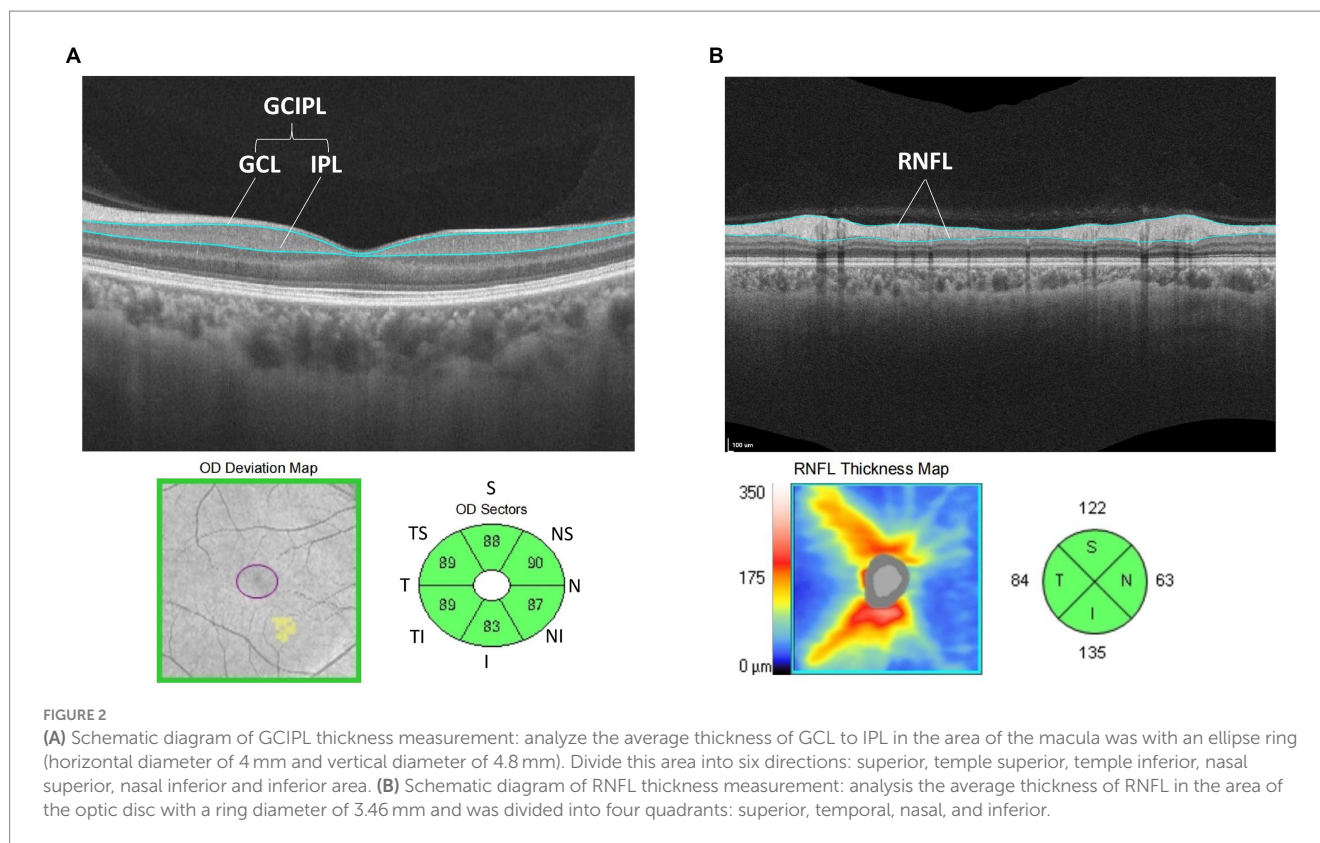 A
GCIPL
GCL IPL
B
RNFL
100 um
OD Deviation Map
S
OD Sectors
TS NS
88
89 90
T N
89 87
83
TI NI
I
RNFL Thickness Map
350
175
0 µm
122
S
84 T N 63
I
135
FIGURE 2
(A) Schematic diagram of GCIPL thickness measurement: analyze the average thickness of GCL to IPL in the area of the macula was with an ellipse ring
(horizontal diameter of 4 mm and vertical diameter of 4.8 mm). Divide this area into six directions: superior, temple superior, temple inferior, nasal
superior, nasal inferior and inferior area. (B) Schematic diagram of RNFL thickness measurement: analysis the average thickness of RNFL in the area of
the optic disc with a ring diameter of 3.46 mm and was divided into four quadrants: superior, temporal, nasal, and inferior.